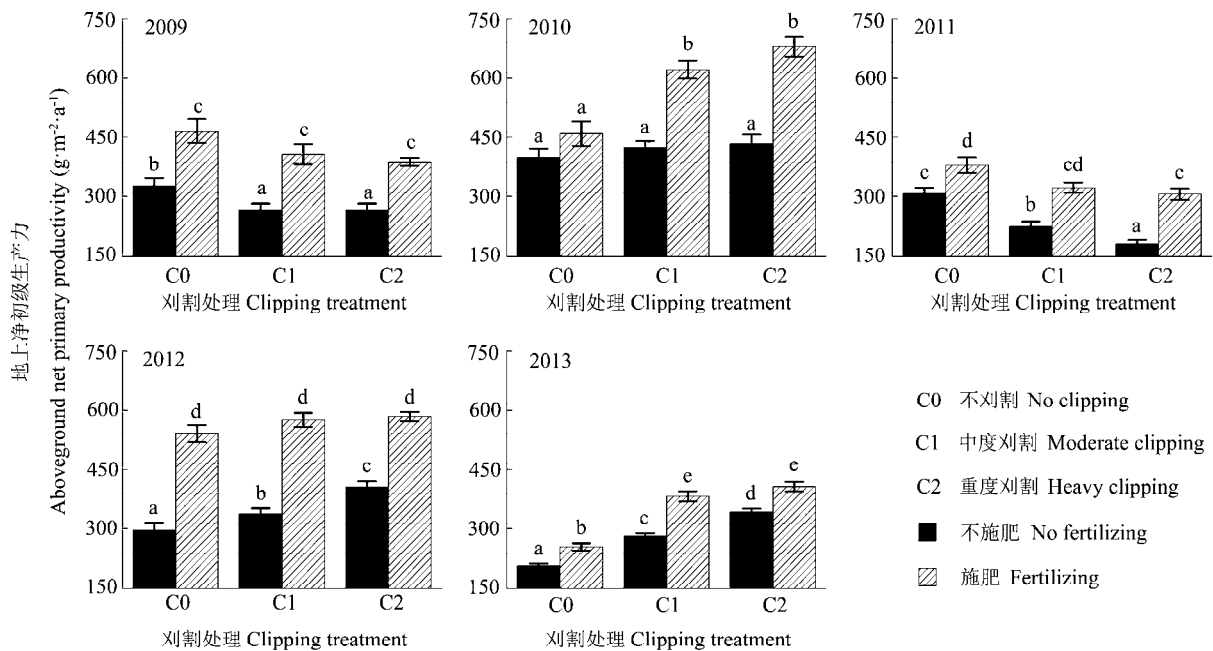 地上净初级生产力
Aboveground net primary productivity (g·m⁻²·a⁻¹)
2009
750
600
450
300
150
b
c
a
c
a
c
C0
C1
C2
刈割处理 Clipping treatment
2010
750
600
450
300
150
a
a
a
b
a
b
C0
C1
C2
刈割处理 Clipping treatment
2011
750
600
450
300
150
c
d
b
cd
a
c
C0
C1
C2
刈割处理 Clipping treatment
2012
750
600
450
300
150
a
d
b
d
c
d
C0
C1
C2
刈割处理 Clipping treatment
2013
750
600
450
300
150
a
b
c
e
d
e
C0
C1
C2
刈割处理 Clipping treatment
C0 不刈割 No clipping
C1 中度刈割 Moderate clipping
C2 重度刈割 Heavy clipping
不施肥 No fertilizing
施肥 Fertilizing